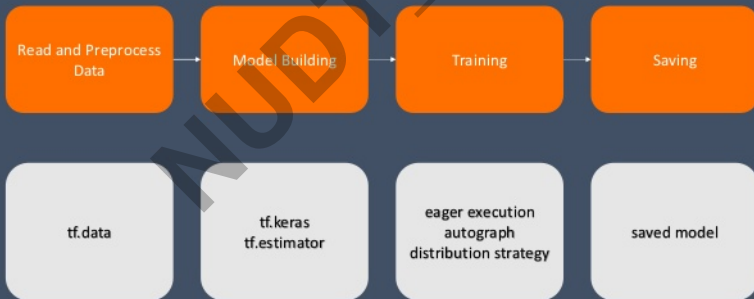 Read and Preprocess
Data
Model Building
Training
Saving
tf.data
tf.keras
tf.estimator
eager execution
autograph
distribution strategy
saved model
NUDT